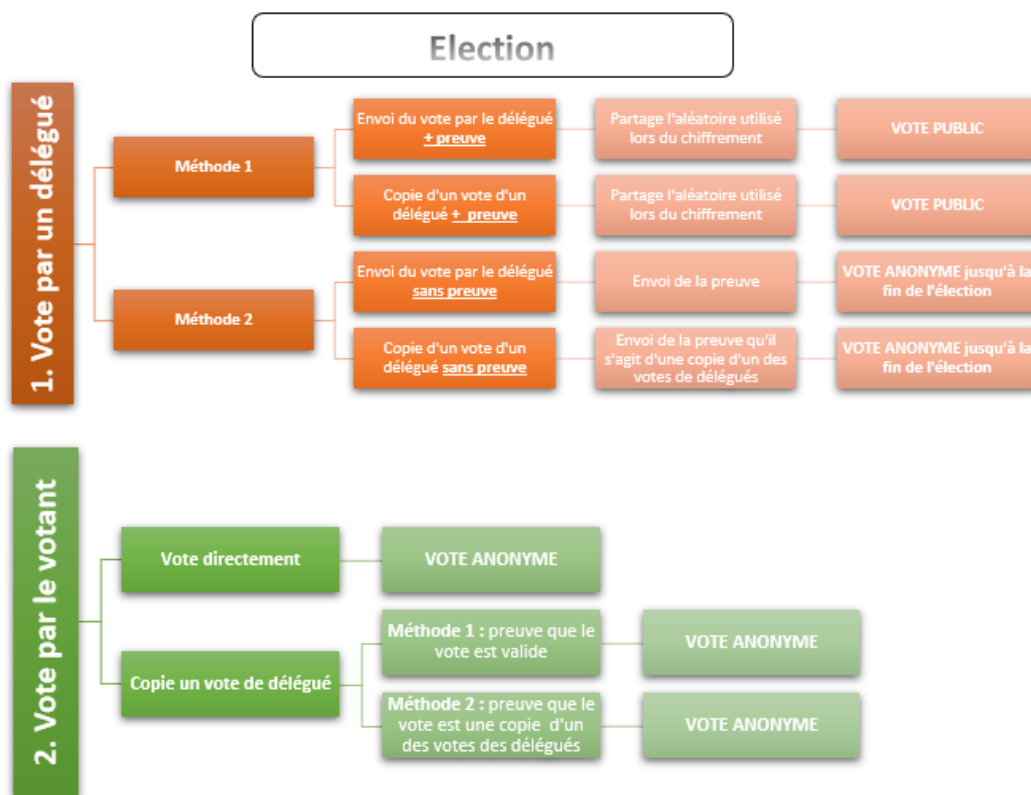 Election
1. Vote par un délégué
Méthode 1
Envoi du vote par le délégué
+ preuve
Partage l'aléatoire utilisé
lors du chiffrement
VOTE PUBLIC
Copie d'un vote d'un
délégué + preuve
Partage l'aléatoire utilisé
lors du chiffrement
VOTE PUBLIC
Méthode 2
Envoi du vote par le délégué
sans preuve
Envoi de la preuve
VOTE ANONYME jusqu'à la
fin de l'élection
Copie d'un vote d'un
délégué sans preuve
Envoi de la preuve qu'il
s'agit d'une copie d'un des
votes de délégués
VOTE ANONYME jusqu'à la
fin de l'élection
2. Vote par le votant
Vote directement
VOTE ANONYME
Copie un vote de délégué
Méthode 1 : preuve que le
vote est valide
VOTE ANONYME
Méthode 2 : preuve que le
vote est une copie d'un
des votes des délégués
VOTE ANONYME